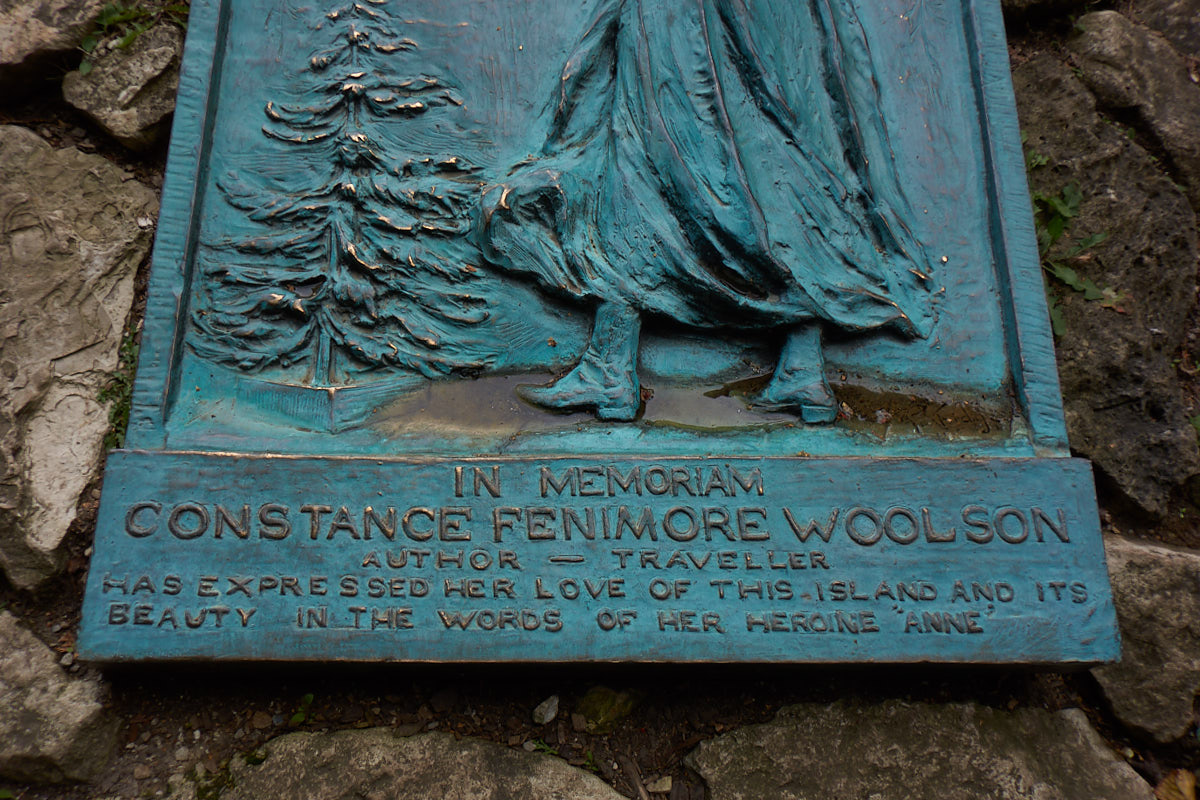 IN MEMORIAM
CONSTANCE FENIMORE WOOLSON
AUTHOR — TRAVELLER
HAS EXPRESSED HER LOVE OF THIS ISLAND AND ITS
BEAUTY IN THE WORDS OF HER HEROINE "ANNE"